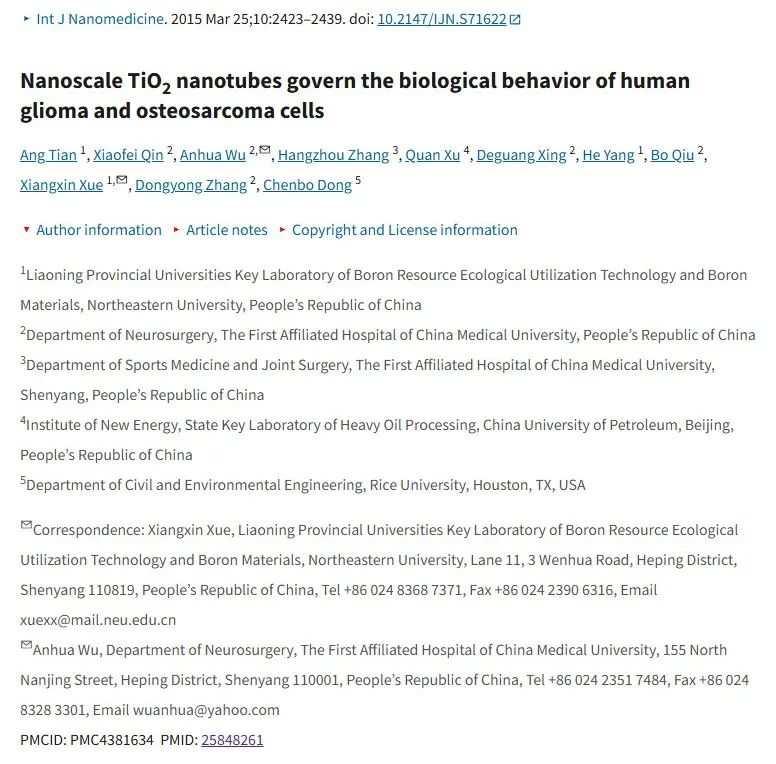 Int J Nanomedicine. 2015 Mar 25;10:2423–2439. doi: 10.2147/IJN.S71622
Nanoscale TiO2 nanotubes govern the biological behavior of human
glioma and osteosarcoma cells
Ang Tian 1, Xiaofei Qin 2, Anhua Wu 2,✉, Hangzhou Zhang 3, Quan Xu 4, Deguang Xing 2, He Yang 1, Bo Qiu 2,
Xiangxin Xue 1,✉, Dongyong Zhang 2, Chenbo Dong 5
Author information Article notes Copyright and License information
1Liaoning Provincial Universities Key Laboratory of Boron Resource Ecological Utilization Technology and Boron
Materials, Northeastern University, People’s Republic of China
2Department of Neurosurgery, The First Affiliated Hospital of China Medical University, People’s Republic of China
3Department of Sports Medicine and Joint Surgery, The First Affiliated Hospital of China Medical University,
Shenyang, People’s Republic of China
4Institute of New Energy, State Key Laboratory of Heavy Oil Processing, China University of Petroleum, Beijing,
People’s Republic of China
5Department of Civil and Environmental Engineering, Rice University, Houston, TX, USA
✉Correspondence: Xiangxin Xue, Liaoning Provincial Universities Key Laboratory of Boron Resource Ecological
Utilization Technology and Boron Materials, Northeastern University, Lane 11, 3 Wenhua Road, Heping District,
Shenyang 110819, People’s Republic of China, Tel +86 024 8368 7371, Fax +86 024 2390 6316, Email
xuexx@mail.neu.edu.cn
✉Anhua Wu, Department of Neurosurgery, The First Affiliated Hospital of China Medical University, 155 North
Nanjing Street, Heping District, Shenyang 110001, People’s Republic of China, Tel +86 024 2351 7484, Fax +86 024
8328 3301, Email wuanhua@yahoo.com
PMCID: PMC4381634 PMID: 25848261